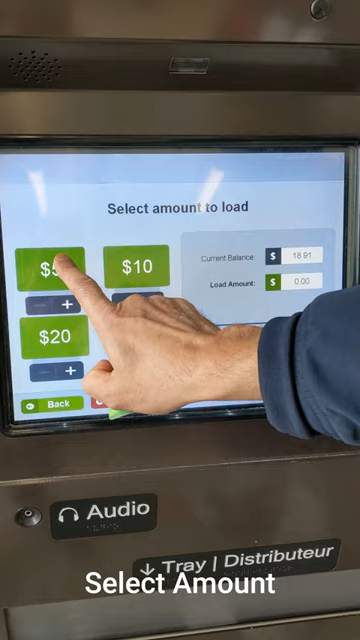 Select amount to load
$5
$10
Current Balance: $ 18.91
Load Amount: $ 0.00
- +
$20
- +
Back
Audio
Tray | Distributeur
Select Amount